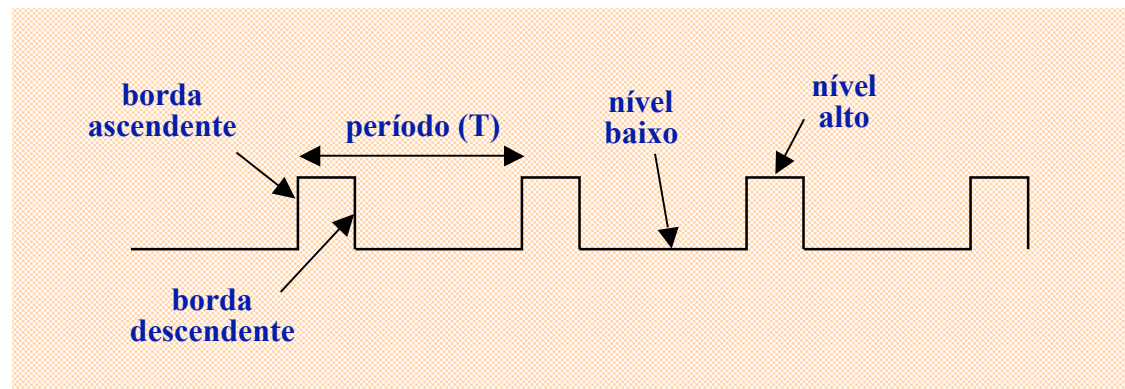 borda
ascendente
período (T)
nível
baixo
nível
alto
borda
descendente